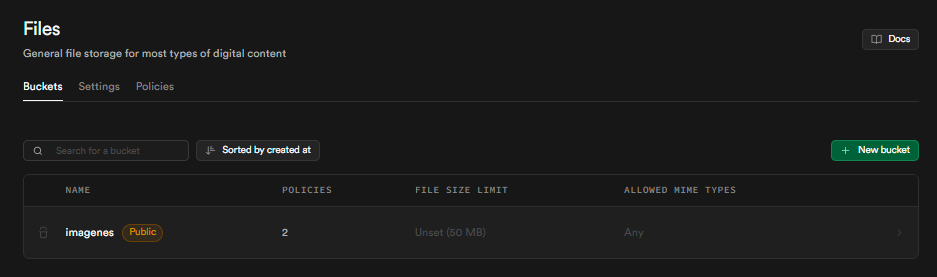 Files
General file storage for most types of digital content
Docs
Buckets Settings Policies
Search for a bucket Sorted by created at New bucket
NAME POLICIES FILE SIZE LIMIT ALLOWED MIME TYPES
imagenes Public 2 Unset (50 MB) Any